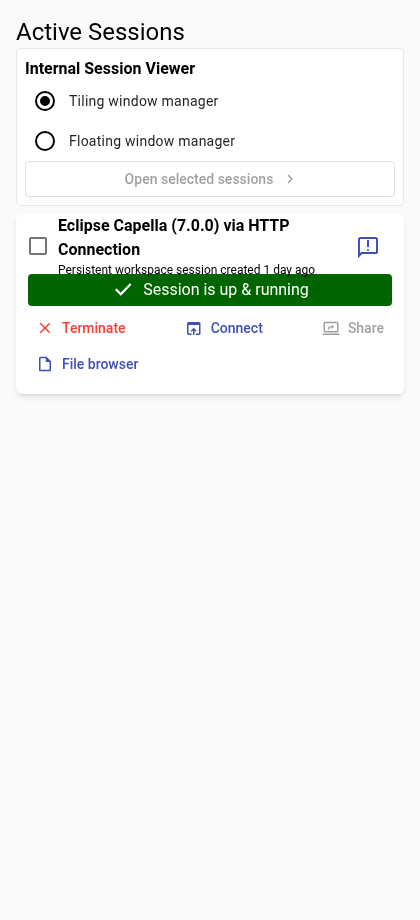 Active Sessions
Internal Session Viewer
Tiling window manager
Floating window manager
Open selected sessions
Eclipse Capella (7.0.0) via HTTP
Connection
Persistent workspace session created 1 day ago
Session is up & running
Terminate
Connect
Share
File browser